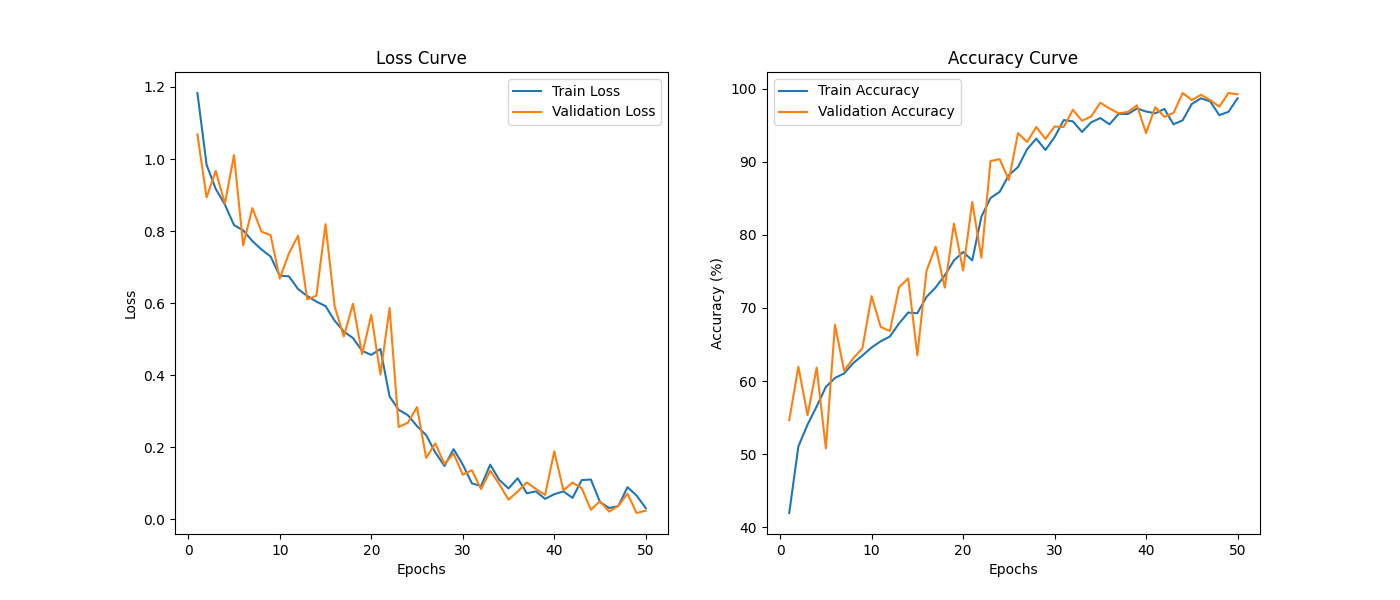 Loss Curve
Train Loss
Validation Loss
1.2
1.0
0.8
0.6
0.4
0.2
0.0
Loss
0 10 20 30 40 50
Epochs
Accuracy Curve
Train Accuracy
Validation Accuracy
100
90
80
70
60
50
40
Accuracy (%)
0 10 20 30 40 50
Epochs